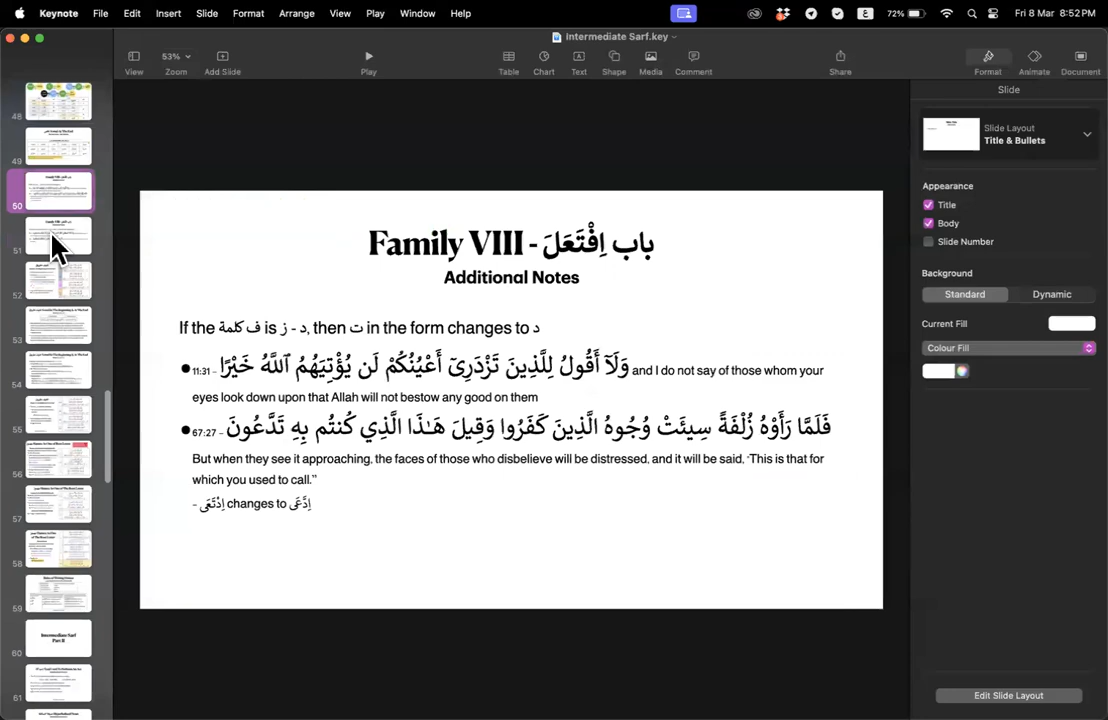 Keynote File Edit Insert Slide Format Arrange View Play Window Help 72% Fri 8 Mar 8:52 PM
Intermediate Sarf.key
53%
View Zoom Add Slide Play Table Chart Text Shape Media Comment Share Format Animate Document
Slide
Slide Layout
Title & Bullets
Appearance
Title
Body
Slide Number
Background
Standard Dynamic
Current Fill
Colour Fill
Edit Slide Layout
48
49
50
51
52
53
54
55
56
57
58
59
Intermediate Sarf
Part II
60
61
Family VIII - باب اِفْتَعَلَ
Additional Notes
If the ف كلمة is د - ز, then ت in the form changes to د
●11:31 - وَلَآ أَقُولُ لِلَّذِينَ تَزْدَرِىٓ أَعْيُنُكُمْ لَن يُؤْتِيَهُمُ ٱللَّهُ خَيْرًا and I do not say of those whom your
eyes look down upon that Allah will not bestow any good on them
●67:27 - فَلَمَّا رَأَوْهُ زُلْفَةً سِيئَتْ وُجُوهُ الَّذِينَ كَفَرُوا وَقِيلَ هَـٰذَا الَّذِي كُنتُم بِهِ تَدَّعُونَ
But when they see it approaching, the faces of those who disbelieve will be distressed, and it will be said, “This is that for
which you used to call.”
- اِدْتَعَى changes to اِدَّعَى